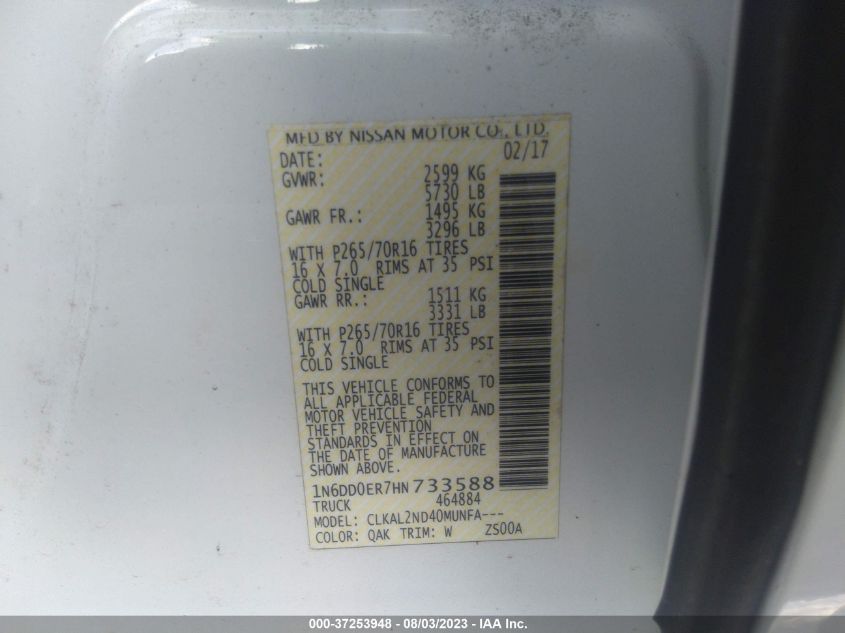 MFD BY NISSAN MOTOR CO., LTD.
DATE: 02/17
GVWR: 2599 KG
5730 LB
GAWR FR.: 1495 KG
3296 LB
WITH P265/70R16 TIRES
16 X 7.0 RIMS AT 35 PSI
COLD SINGLE
GAWR RR.: 1511 KG
3331 LB
WITH P265/70R16 TIRES
16 X 7.0 RIMS AT 35 PSI
COLD SINGLE
THIS VEHICLE CONFORMS TO
ALL APPLICABLE FEDERAL
MOTOR VEHICLE SAFETY AND
THEFT PREVENTION
STANDARDS IN EFFECT ON
THE DATE OF MANUFACTURE
SHOWN ABOVE.
1N6DD0ER7HN733588
TRUCK 464884
MODEL: CLKAL2ND40MUNFA---
COLOR: QAK TRIM: W ZS00A
000-37253948 - 08/03/2023 - IAA Inc.